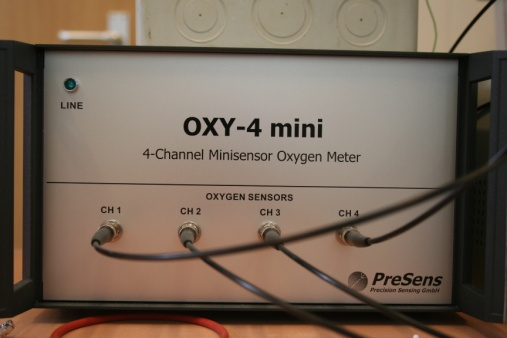 LINE
OXY-4 mini
4-Channel Minisensor Oxygen Meter
OXYGEN SENSORS
CH 1 CH 2 CH 3 CH 4
PreSens
Precision Sensing GmbH